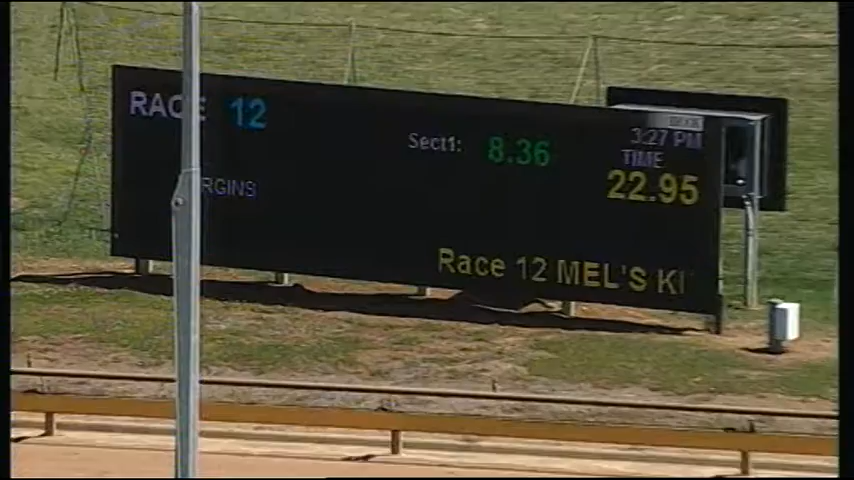 RACE 12
Sect1: 8.36
3:27 PM
TIME
22.95
RGINS
Race 12 MEL'S KI